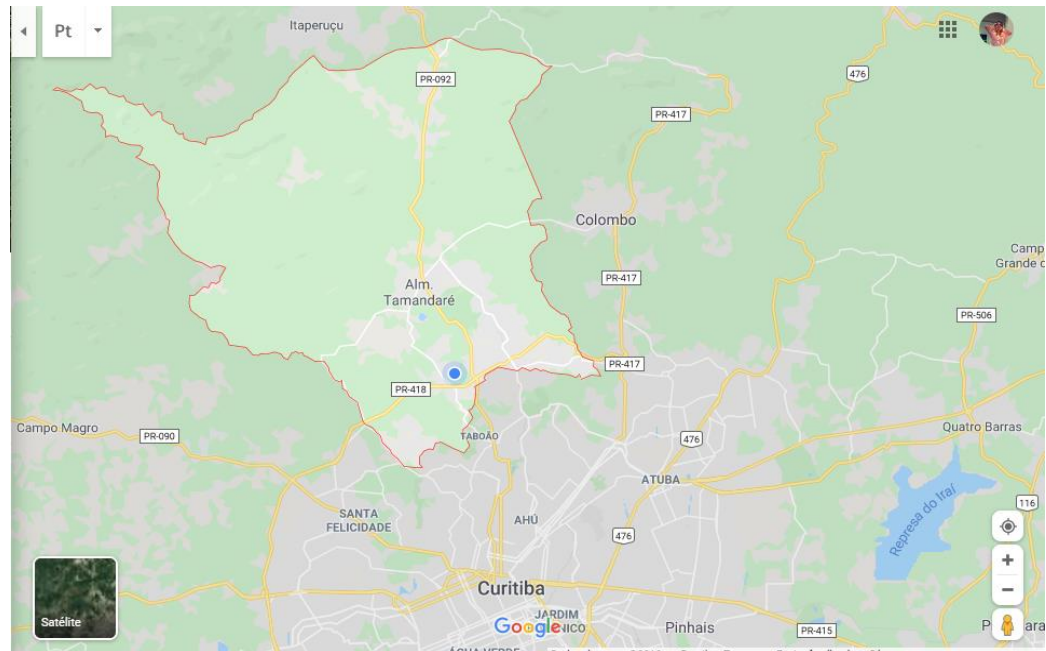 Pt
Itaperuçu
PR-092
476
PR-417
Colombo
Camp
Grande d
PR-417
Alm.
Tamandaré
PR-506
PR-417
PR-418
Campo Magro
PR-090
TABOÃO
476
Quatro Barras
ATUBA
Represa do Iraí
SANTA
FELICIDADE
AHÚ
116
476
Curitiba
Satélite
JARDIM
Google
NICO
Pinhais
PR-415
ara